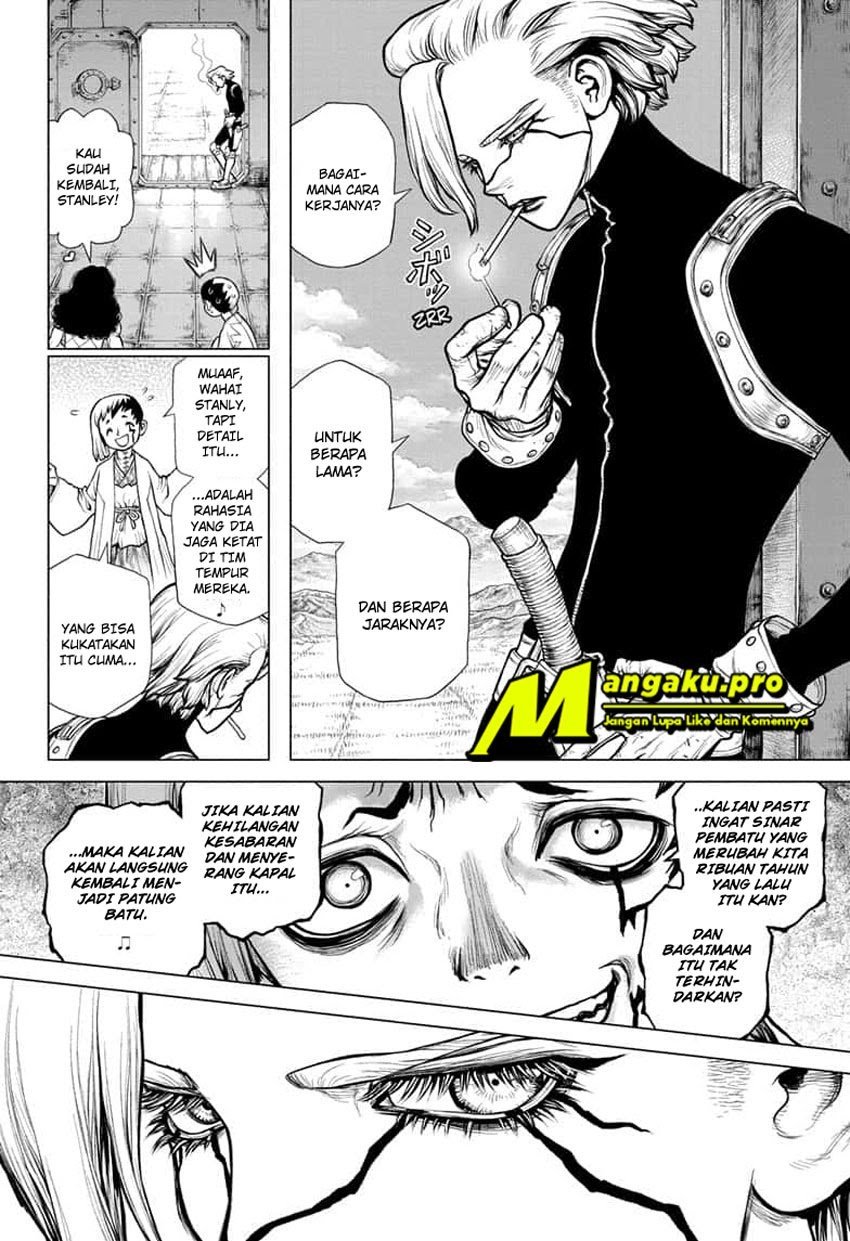 KAU
SUDAH
KEMBALI,
STANLEY!
BAGAI-
MANA CARA
KERJANYA?
シボッ
ZRR
UNTUK
BERAPA
LAMA?
DAN BERAPA
JARAKNYA?
MUAAF,
WAHAI
STANLY,
TAPI
DETAIL
ITU...
...ADALAH
RAHASIA
YANG DIA
JAGA KETAT
DI TIM
TEMPUR
MEREKA.
♪
YANG BISA
KUKATAKAN
ITU CUMA...
Mangaku.pro
Jangan Lupa Like dan Komennya
..KALIAN PASTI
INGAT SINAR
PEMBATU YANG
MERUBAH KITA
RIBUAN TAHUN
YANG LALU
ITU KAN?
DAN
BAGAIMANA
ITU TAK
TERHIN-
DARKAN?
JIKA KALIAN
KEHILANGAN
KESABARAN
DAN MENYE-
RANG KAPAL
ITU...
...MAKA KALIAN
AKAN LANGSUNG
KEMBALI MEN-
JADI PATUNG
BATU.
♫